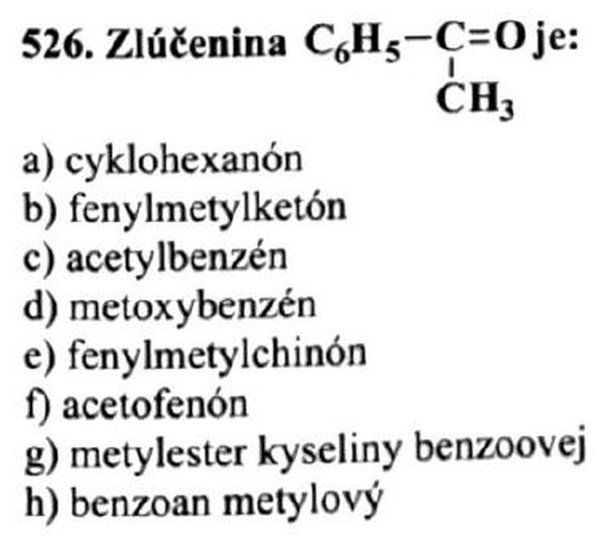 526. Zlúčenina C₆H₅–C=O je:
CH₃
a) cyklohexanón
b) fenylmetylketón
c) acetylbenzén
d) metoxybenzén
e) fenylmetylchinón
f) acetofenón
g) metylester kyseliny benzoovej
h) benzoan metylový